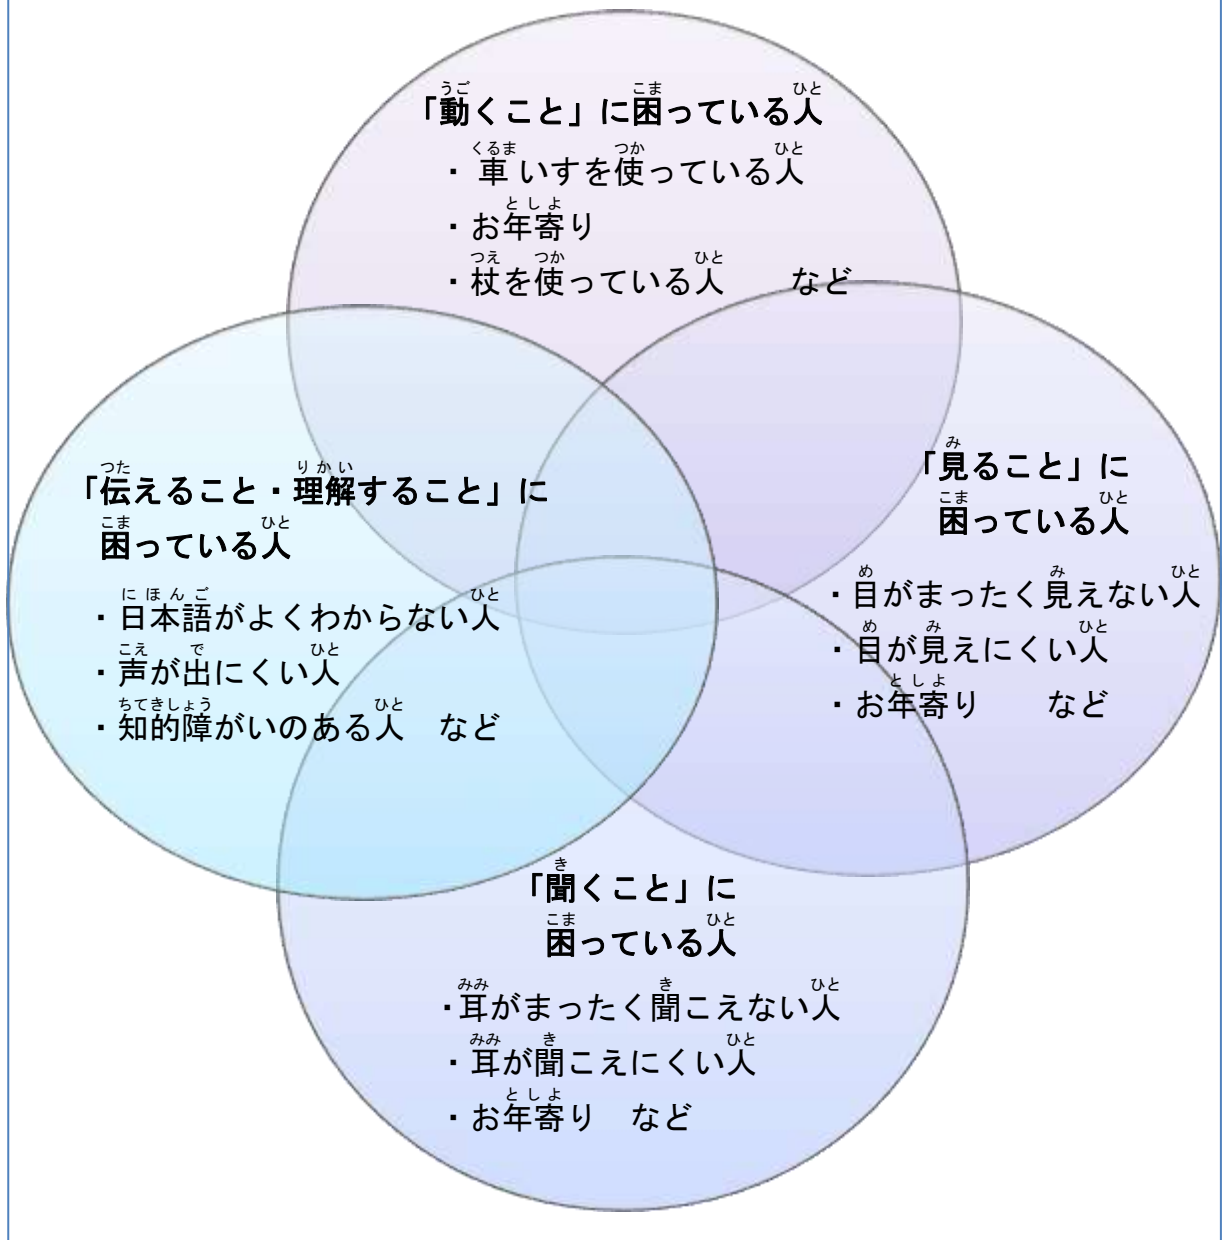 「動くこと」に困っている人
・車いすを使っている人
・お年寄り
・杖を使っている人　　など
「伝えること・理解すること」に
困っている人
・日本語がよくわからない人
・声が出にくい人
・知的障がいのある人　など
「見ること」に
困っている人
・目がまったく見えない人
・目が見えにくい人
・お年寄り　　など
「聞くこと」に
困っている人
・耳がまったく聞こえない人
・耳が聞こえにくい人
・お年寄り　など